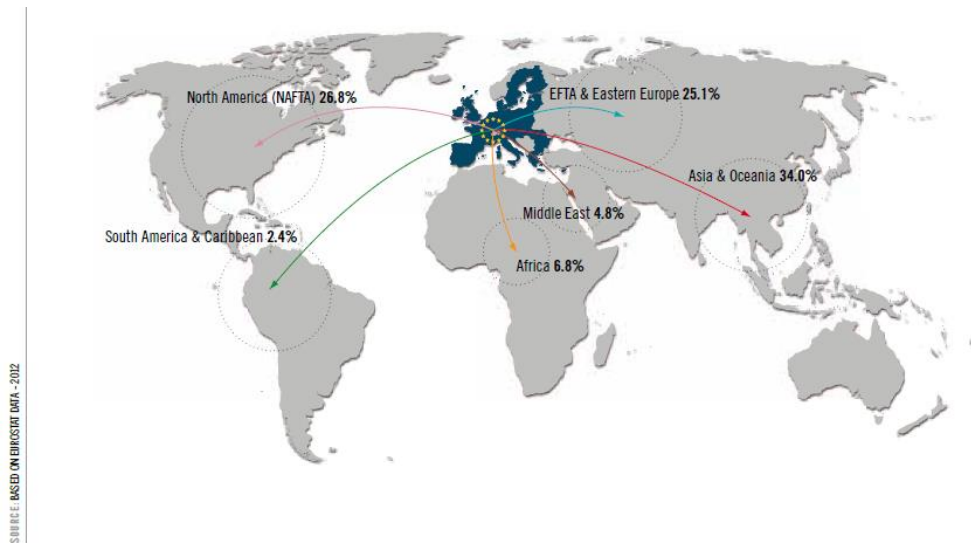 North America (NAFTA) 26.8%
EFTA & Eastern Europe 25.1%
Asia & Oceania 34.0%
Middle East 4.8%
South America & Caribbean 2.4%
Africa 6.8%
SOURCE: BASED ON EUROSTAT DATA - 2012